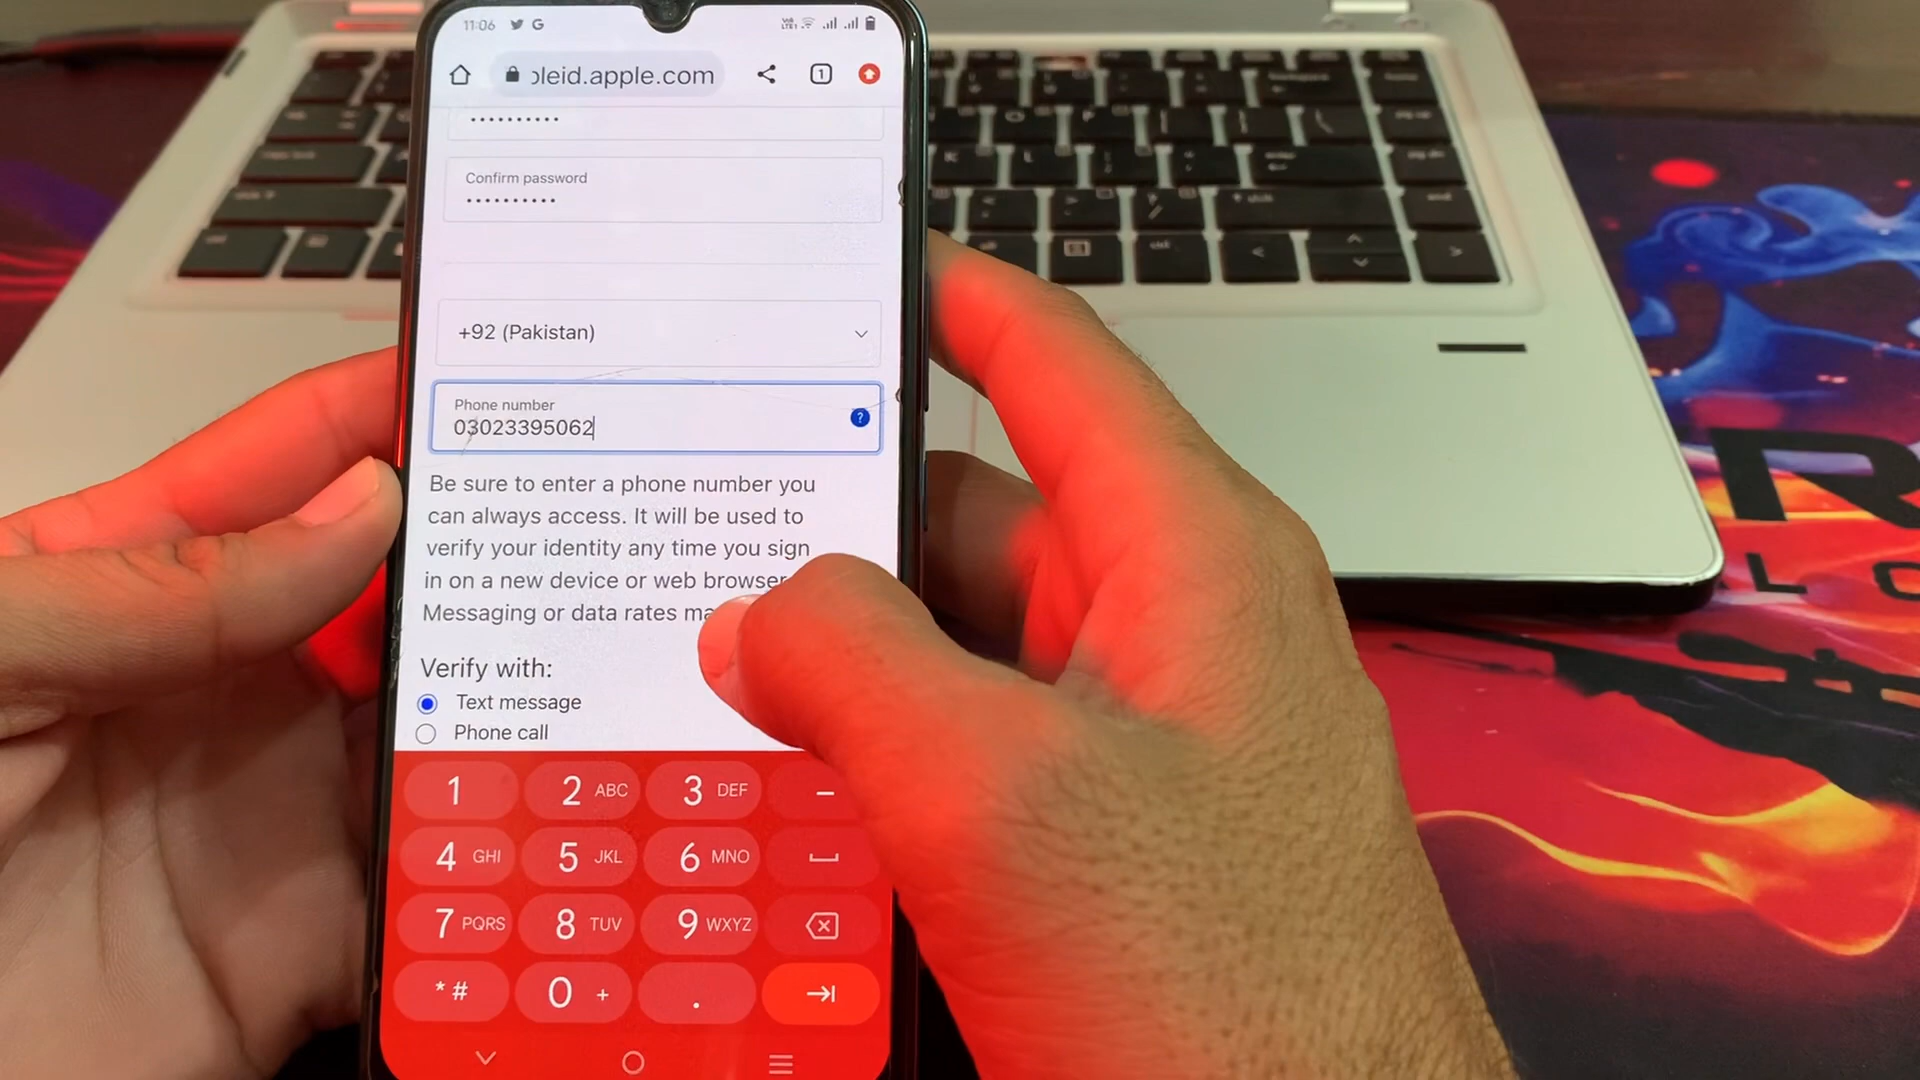 11:06
oleid.apple.com
1
••••••••••
Confirm password
••••••••••
+92 (Pakistan)
Phone number
03023395062
?
Be sure to enter a phone number you
can always access. It will be used to
verify your identity any time you sign
in on a new device or web browser
Messaging or data rates ma
Verify with:
Text message
Phone call
1
2 ABC
3 DEF
–
4 GHI
5 JKL
6 MNO
7 PQRS
8 TUV
9 WXYZ
* #
0 +
.